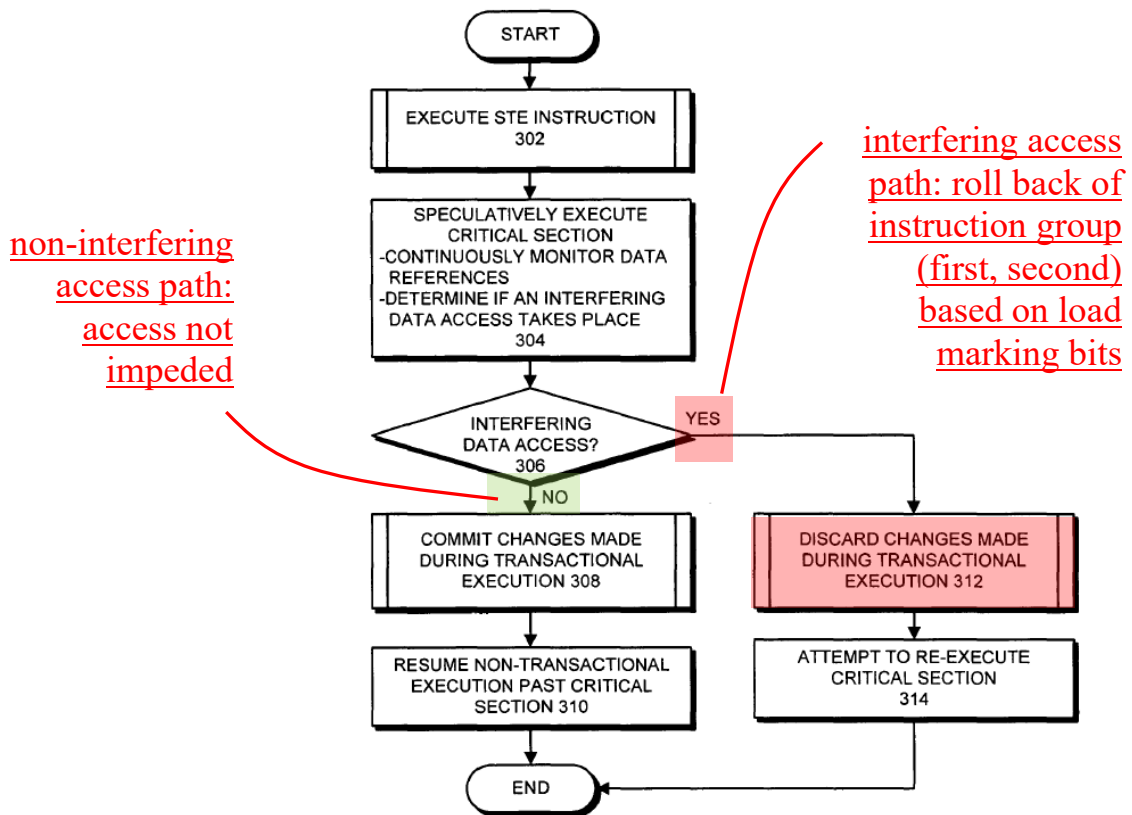 START
EXECUTE STE INSTRUCTION
302
SPECULATIVELY EXECUTE
CRITICAL SECTION
-CONTINUOUSLY MONITOR DATA
REFERENCES
-DETERMINE IF AN INTERFERING
DATA ACCESS TAKES PLACE
304
non-interfering
access path:
access not
impeded
interfering access
path: roll back of
instruction group
(first, second)
based on load
marking bits
INTERFERING
DATA ACCESS?
306
YES
NO
COMMIT CHANGES MADE
DURING TRANSACTIONAL
EXECUTION 308
DISCARD CHANGES MADE
DURING TRANSACTIONAL
EXECUTION 312
RESUME NON-TRANSACTIONAL
EXECUTION PAST CRITICAL
SECTION 310
ATTEMPT TO RE-EXECUTE
CRITICAL SECTION
314
END